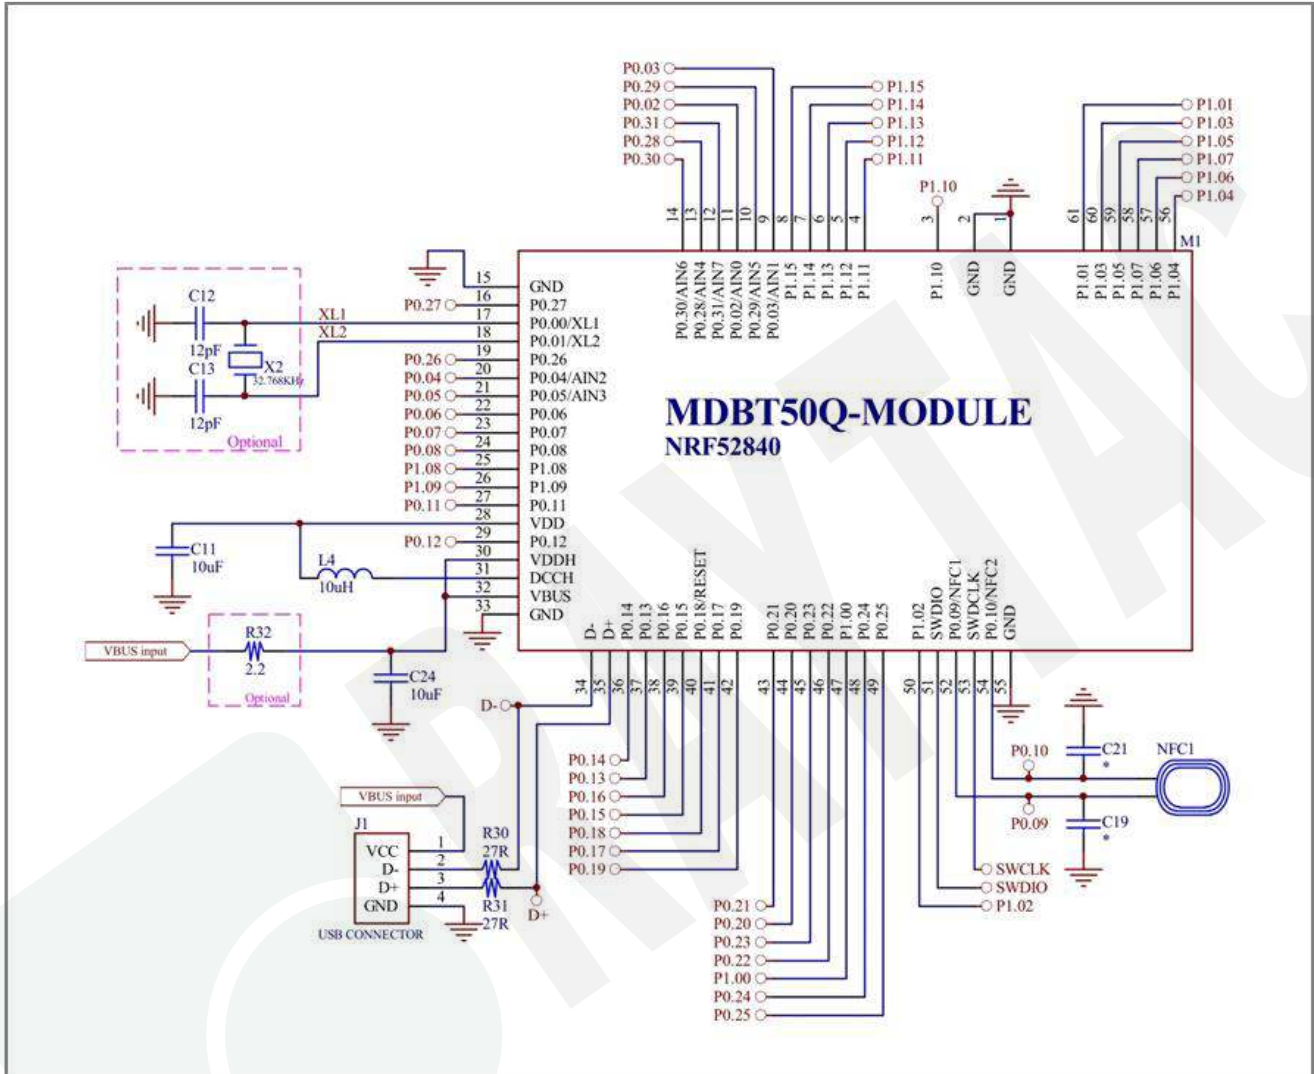 P0.03
P0.29
P0.02
P0.31
P0.28
P0.30
P1.15
P1.14
P1.13
P1.12
P1.11
P1.10
P1.01
P1.03
P1.05
P1.07
P1.06
P1.04
14 13 12 11 10 9 8 7 6 5 4 3 2 1 61 60 59 58 57 56
M1
P0.30/AIN6
P0.28/AIN4
P0.31/AIN7
P0.02/AIN0
P0.29/AIN5
P0.03/AIN1
P1.15
P1.14
P1.13
P1.12
P1.11
P1.10
GND
GND
P1.01
P1.03
P1.05
P1.07
P1.06
P1.04
15 GND
P0.27 16 P0.27
XL1 17 P0.00/XL1
XL2 18 P0.01/XL2
P0.26 19 P0.26
P0.04 20 P0.04/AIN2
P0.05 21 P0.05/AIN3
P0.06 22 P0.06
P0.07 23 P0.07
P0.08 24 P0.08
P1.08 25 P1.08
P1.09 26 P1.09
P0.11 27 P0.11
28 VDD
P0.12 29 P0.12
30 VDDH
31 DCCH
32 VBUS
33 GND
C12
12pF
C13
12pF
X2
32.768KHz
Optional
MDBT50Q-MODULE
NRF52840
C11
10uF
L4
10uH
VBUS input
R32
2.2
Optional
C24
10uF
D-
D+
P0.14
P0.13
P0.16
P0.15
P0.18/RESET
P0.17
P0.19
P0.21
P0.20
P0.23
P0.22
P1.00
P0.24
P0.25
P1.02
SWDIO
P0.09/NFC1
SWDCLK
P0.10/NFC2
GND
34 35 36 37 38 39 40 41 42 43 44 45 46 47 48 49 50 51 52 53 54 55
D-
P0.14
P0.13
P0.16
P0.15
P0.18
P0.17
P0.19
P0.21
P0.20
P0.23
P0.22
P1.00
P0.24
P0.25
P0.10
C21
*
NFC1
P0.09
C19
*
SWCLK
SWDIO
P1.02
VBUS input
J1
VCC 1
D- 2
D+ 3
GND 4
USB CONNECTOR
R30
27R
R31
27R
D+
RAYTAC